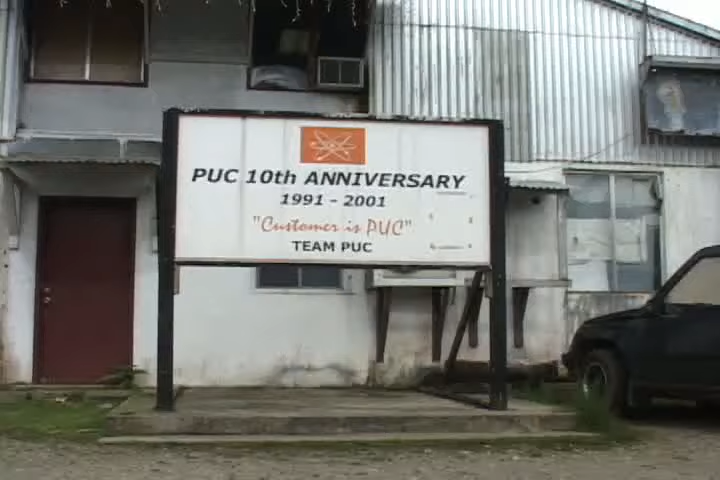 PUC 10th ANNIVERSARY
1991 - 2001
"Customer is PUC"
TEAM PUC